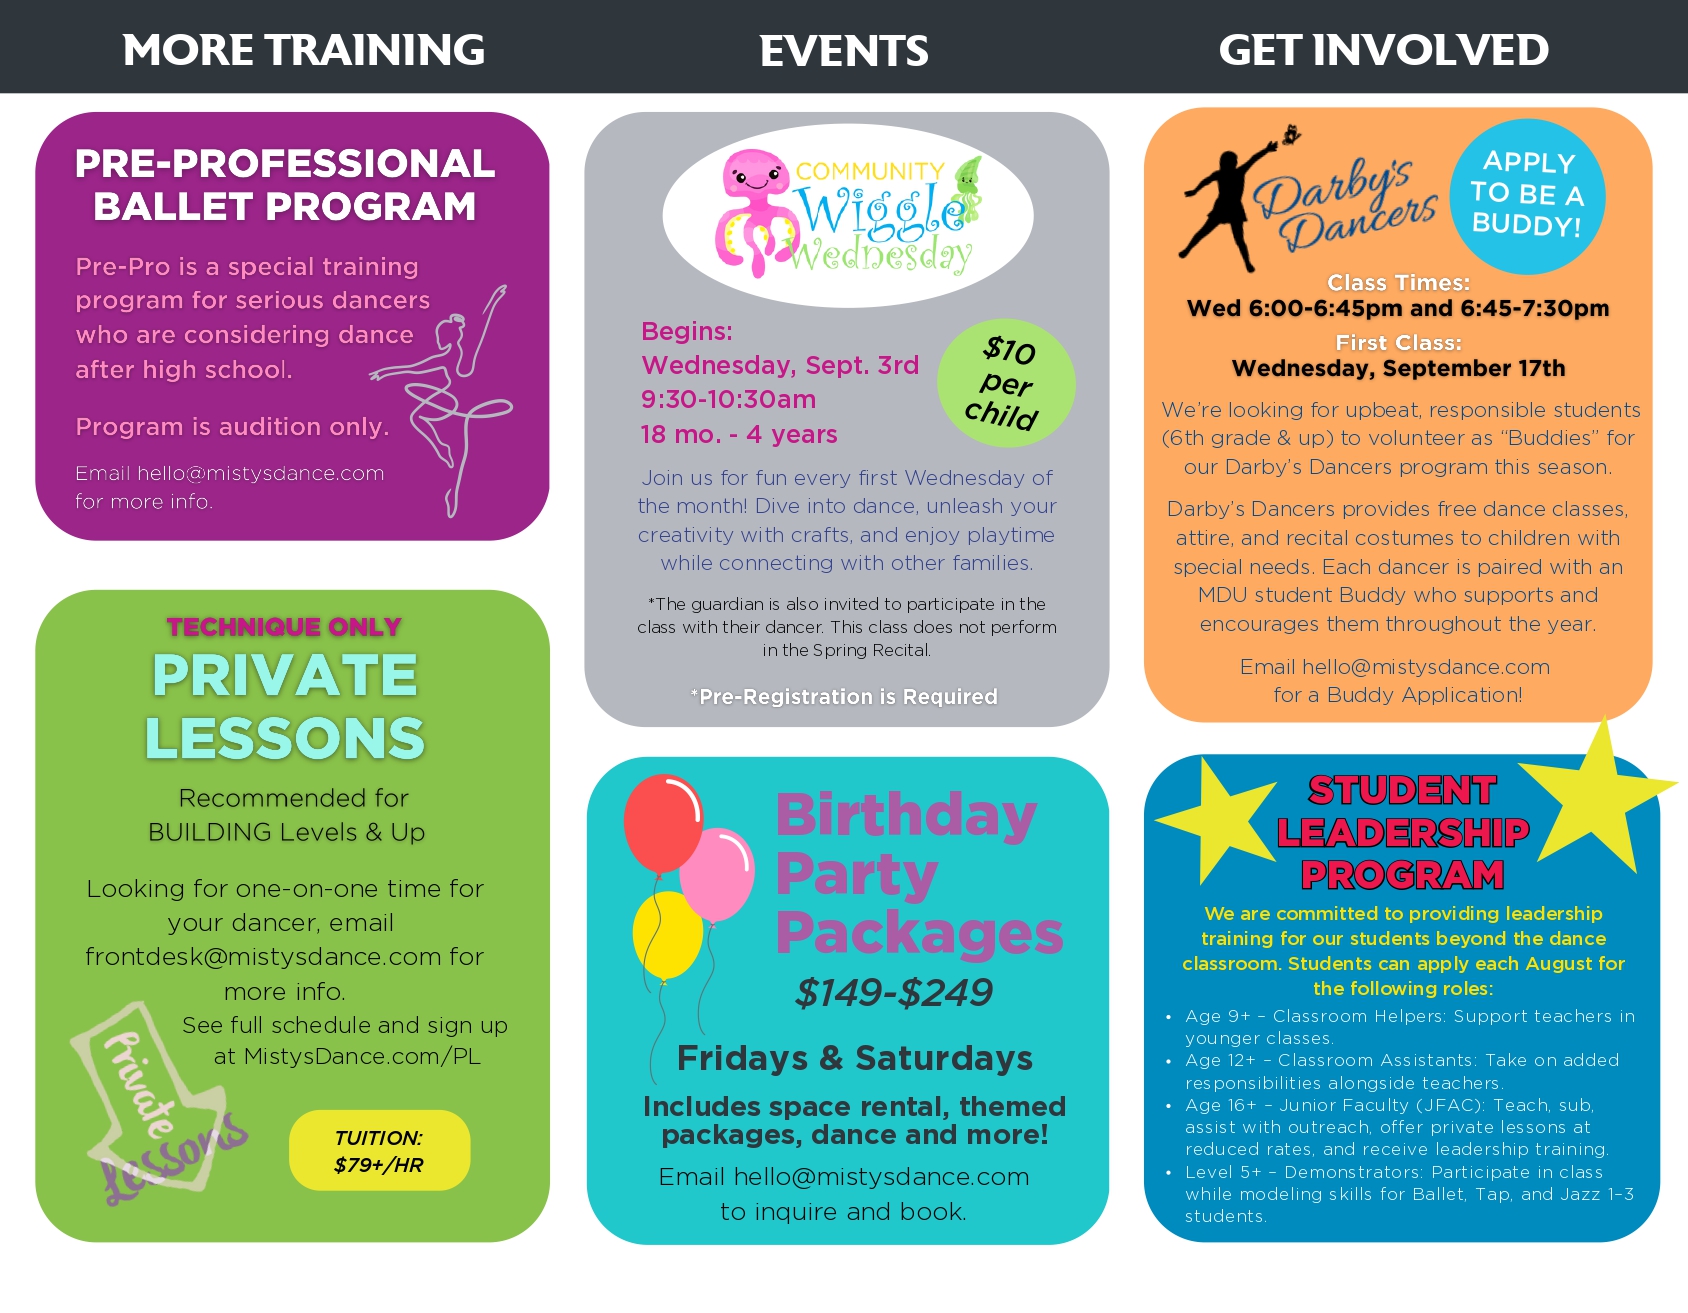 MORE TRAINING
EVENTS
GET INVOLVED
PRE-PROFESSIONAL
BALLET PROGRAM
Pre-Pro is a special training
program for serious dancers
who are considering dance
after high school.
Program is audition only.
Email hello@mistysdance.com
for more info.
TECHNIQUE ONLY
PRIVATE
LESSONS
Recommended for
BUILDING Levels & Up
Looking for one-on-one time for
your dancer, email
frontdesk@mistysdance.com for
more info.
See full schedule and sign up
at MistysDance.com/PL
Private
Lessons
TUITION:
$79+/HR
COMMUNITY
Wiggle
Wednesday
Begins:
Wednesday, Sept. 3rd
9:30-10:30am
18 mo. - 4 years
$10
per
child
Join us for fun every first Wednesday of
the month! Dive into dance, unleash your
creativity with crafts, and enjoy playtime
while connecting with other families.
*The guardian is also invited to participate in the
class with their dancer. This class does not perform
in the Spring Recital.
*Pre-Registration is Required
Birthday
Party
Packages
$149-$249
Fridays & Saturdays
Includes space rental, themed
packages, dance and more!
Email hello@mistysdance.com
to inquire and book.
Darby's
Dancers
APPLY
TO BE A
BUDDY!
Class Times:
Wed 6:00-6:45pm and 6:45-7:30pm
First Class:
Wednesday, September 17th
We're looking for upbeat, responsible students
(6th grade & up) to volunteer as “Buddies” for
our Darby's Dancers program this season.
Darby's Dancers provides free dance classes,
attire, and recital costumes to children with
special needs. Each dancer is paired with an
MDU student Buddy who supports and
encourages them throughout the year.
Email hello@mistysdance.com
for a Buddy Application!
STUDENT
LEADERSHIP
PROGRAM
We are committed to providing leadership
training for our students beyond the dance
classroom. Students can apply each August for
the following roles:
• Age 9+ – Classroom Helpers: Support teachers in
younger classes.
• Age 12+ – Classroom Assistants: Take on added
responsibilities alongside teachers.
• Age 16+ – Junior Faculty (JFAC): Teach, sub,
assist with outreach, offer private lessons at
reduced rates, and receive leadership training.
• Level 5+ – Demonstrators: Participate in class
while modeling skills for Ballet, Tap, and Jazz 1–3
students.